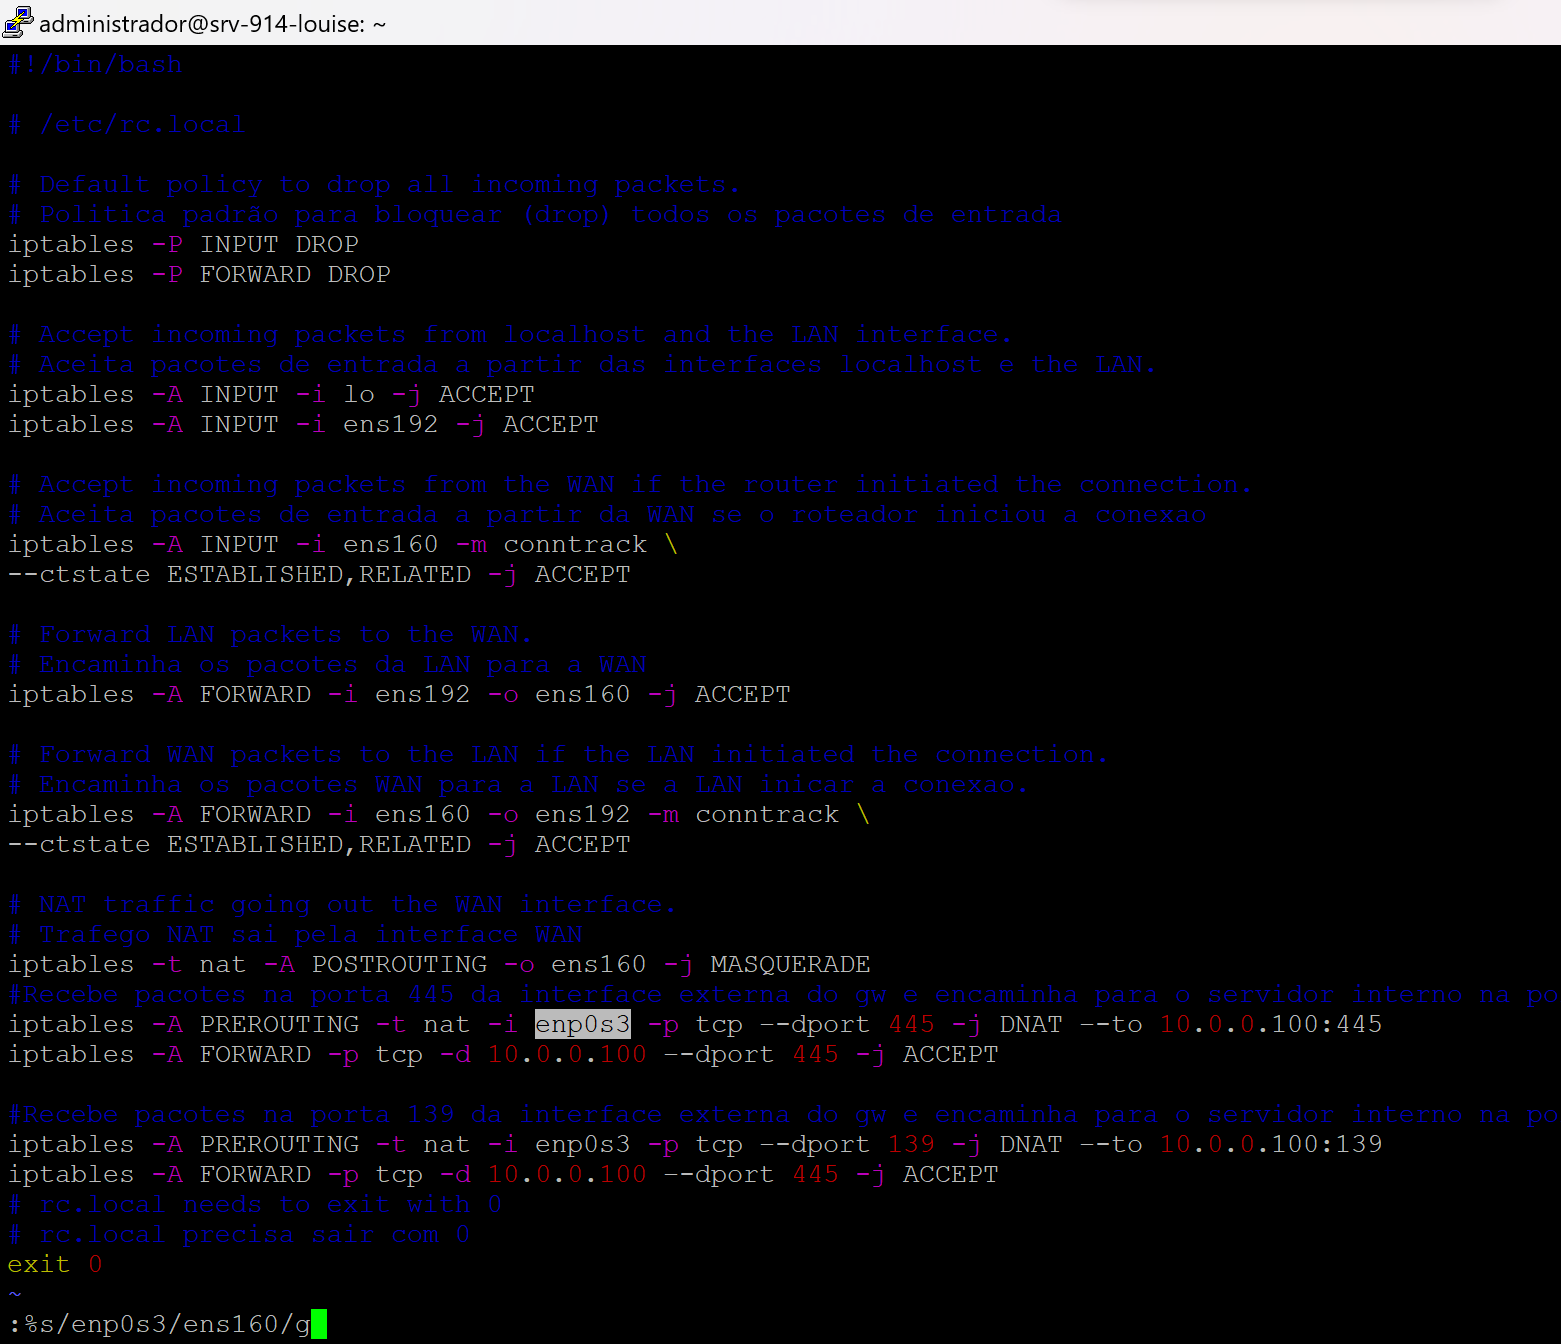 administrador@srv-914-louise: ~
#!/bin/bash
# /etc/rc.local
# Default policy to drop all incoming packets.
# Politica padrão para bloquear (drop) todos os pacotes de entrada
iptables -P INPUT DROP
iptables -P FORWARD DROP
# Accept incoming packets from localhost and the LAN interface.
# Aceita pacotes de entrada a partir das interfaces localhost e the LAN.
iptables -A INPUT -i lo -j ACCEPT
iptables -A INPUT -i ens192 -j ACCEPT
# Accept incoming packets from the WAN if the router initiated the connection.
# Aceita pacotes de entrada a partir da WAN se o roteador iniciou a conexao
iptables -A INPUT -i ens160 -m conntrack \
--ctstate ESTABLISHED,RELATED -j ACCEPT
# Forward LAN packets to the WAN.
# Encaminha os pacotes da LAN para a WAN
iptables -A FORWARD -i ens192 -o ens160 -j ACCEPT
# Forward WAN packets to the LAN if the LAN initiated the connection.
# Encaminha os pacotes WAN para a LAN se a LAN inicar a conexao.
iptables -A FORWARD -i ens160 -o ens192 -m conntrack \
--ctstate ESTABLISHED,RELATED -j ACCEPT
# NAT traffic going out the WAN interface.
# Trafego NAT sai pela interface WAN
iptables -t nat -A POSTROUTING -o ens160 -j MASQUERADE
#Recebe pacotes na porta 445 da interface externa do gw e encaminha para o servidor interno na po
iptables -A PREROUTING -t nat -i enp0s3 -p tcp –-dport 445 -j DNAT –-to 10.0.0.100:445
iptables -A FORWARD -p tcp -d 10.0.0.100 –-dport 445 -j ACCEPT
#Recebe pacotes na porta 139 da interface externa do gw e encaminha para o servidor interno na po
iptables -A PREROUTING -t nat -i enp0s3 -p tcp –-dport 139 -j DNAT –-to 10.0.0.100:139
iptables -A FORWARD -p tcp -d 10.0.0.100 –-dport 445 -j ACCEPT
# rc.local needs to exit with 0
# rc.local precisa sair com 0
exit 0
~
:%s/enp0s3/ens160/g